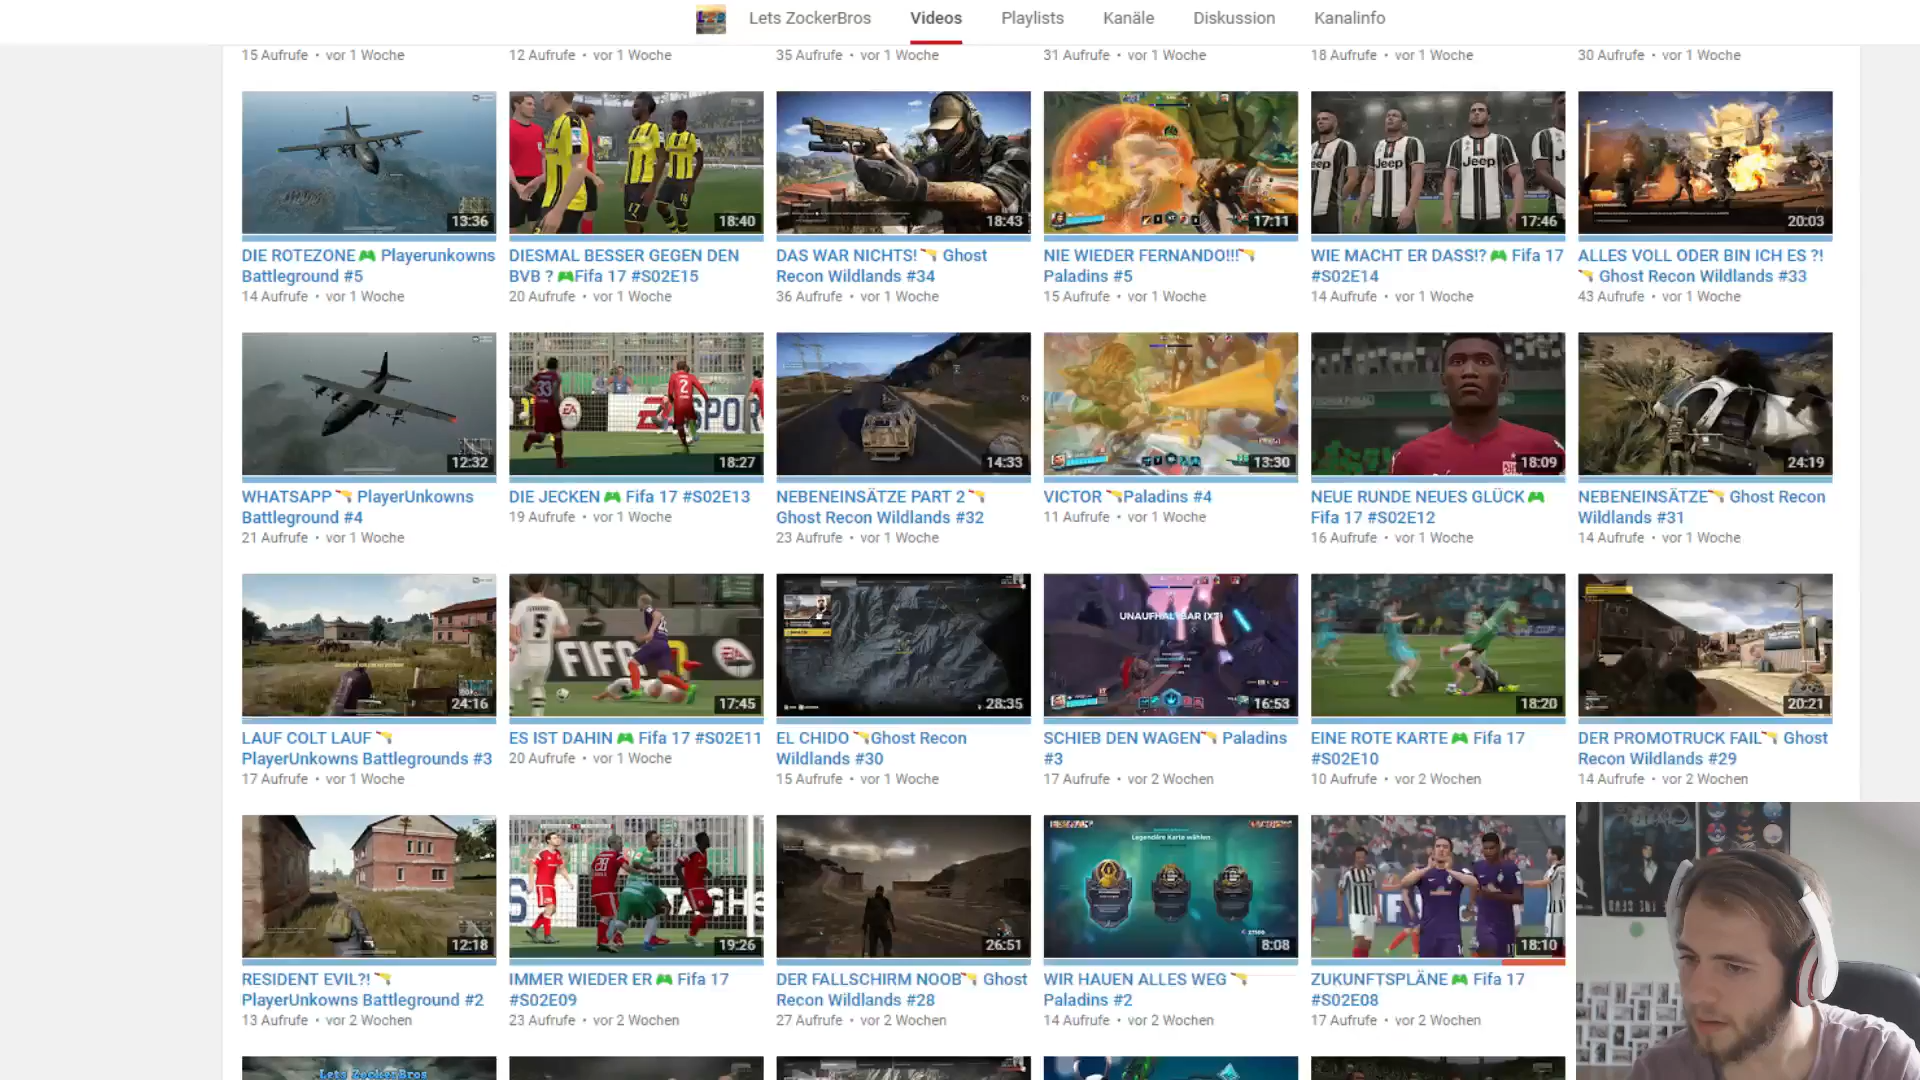 Lets ZockerBros Videos Playlists Kanäle Diskussion Kanalinfo
15 Aufrufe • vor 1 Woche
12 Aufrufe • vor 1 Woche
35 Aufrufe • vor 1 Woche
31 Aufrufe • vor 1 Woche
18 Aufrufe • vor 1 Woche
30 Aufrufe • vor 1 Woche
13:36
DIE ROTEZONE🎮 Playerunkowns
Battleground #5
14 Aufrufe • vor 1 Woche
18:40
DIESMAL BESSER GEGEN DEN
BVB ? 🎮Fifa 17 #S02E15
20 Aufrufe • vor 1 Woche
18:43
DAS WAR NICHTS!🔫 Ghost
Recon Wildlands #34
36 Aufrufe • vor 1 Woche
17:11
NIE WIEDER FERNANDO!!!🔫
Paladins #5
15 Aufrufe • vor 1 Woche
Jeep
Jeep
Jeep
17:46
WIE MACHT ER DASS!?🎮 Fifa 17
#S02E14
14 Aufrufe • vor 1 Woche
20:03
ALLES VOLL ODER BIN ICH ES ?!
🔫 Ghost Recon Wildlands #33
43 Aufrufe • vor 1 Woche
12:32
WHATSAPP🔫 PlayerUnkowns
Battleground #4
21 Aufrufe • vor 1 Woche
33
2
EA
SPOR
18:27
DIE JECKEN🎮 Fifa 17 #S02E13
19 Aufrufe • vor 1 Woche
14:33
NEBENEINSÄTZE PART 2🔫
Ghost Recon Wildlands #32
23 Aufrufe • vor 1 Woche
13:30
VICTOR 🔫Paladins #4
11 Aufrufe • vor 1 Woche
18:09
NEUE RUNDE NEUES GLÜCK🎮
Fifa 17 #S02E12
16 Aufrufe • vor 1 Woche
24:19
NEBENEINSÄTZE🔫 Ghost Recon
Wildlands #31
14 Aufrufe • vor 1 Woche
24:16
LAUF COLT LAUF 🔫
PlayerUnkowns Battlegrounds #3
17 Aufrufe • vor 1 Woche
5
FIFA
EA
17:45
ES IST DAHIN🎮 Fifa 17 #S02E11
20 Aufrufe • vor 1 Woche
28:35
EL CHIDO 🔫Ghost Recon
Wildlands #30
15 Aufrufe • vor 1 Woche
UNAUFHALTBAR (X7)
16:53
SCHIEB DEN WAGEN🔫 Paladins
#3
17 Aufrufe • vor 2 Wochen
18:20
EINE ROTE KARTE🎮 Fifa 17
#S02E10
10 Aufrufe • vor 2 Wochen
20:21
DER PROMOTRUCK FAIL🔫 Ghost
Recon Wildlands #29
14 Aufrufe • vor 2 Wochen
12:18
RESIDENT EVIL?! 🔫
PlayerUnkowns Battleground #2
13 Aufrufe • vor 2 Wochen
19:26
IMMER WIEDER ER🎮 Fifa 17
#S02E09
23 Aufrufe • vor 2 Wochen
26:51
DER FALLSCHIRM NOOB🔫 Ghost
Recon Wildlands #28
27 Aufrufe • vor 2 Wochen
Legendäre Karte wählen
8:08
WIR HAUEN ALLES WEG 🔫
Paladins #2
14 Aufrufe • vor 2 Wochen
18:10
ZUKUNFTSPLÄNE🎮 Fifa 17
#S02E08
17 Aufrufe • vor 2 Wochen
Lets ZockerBros